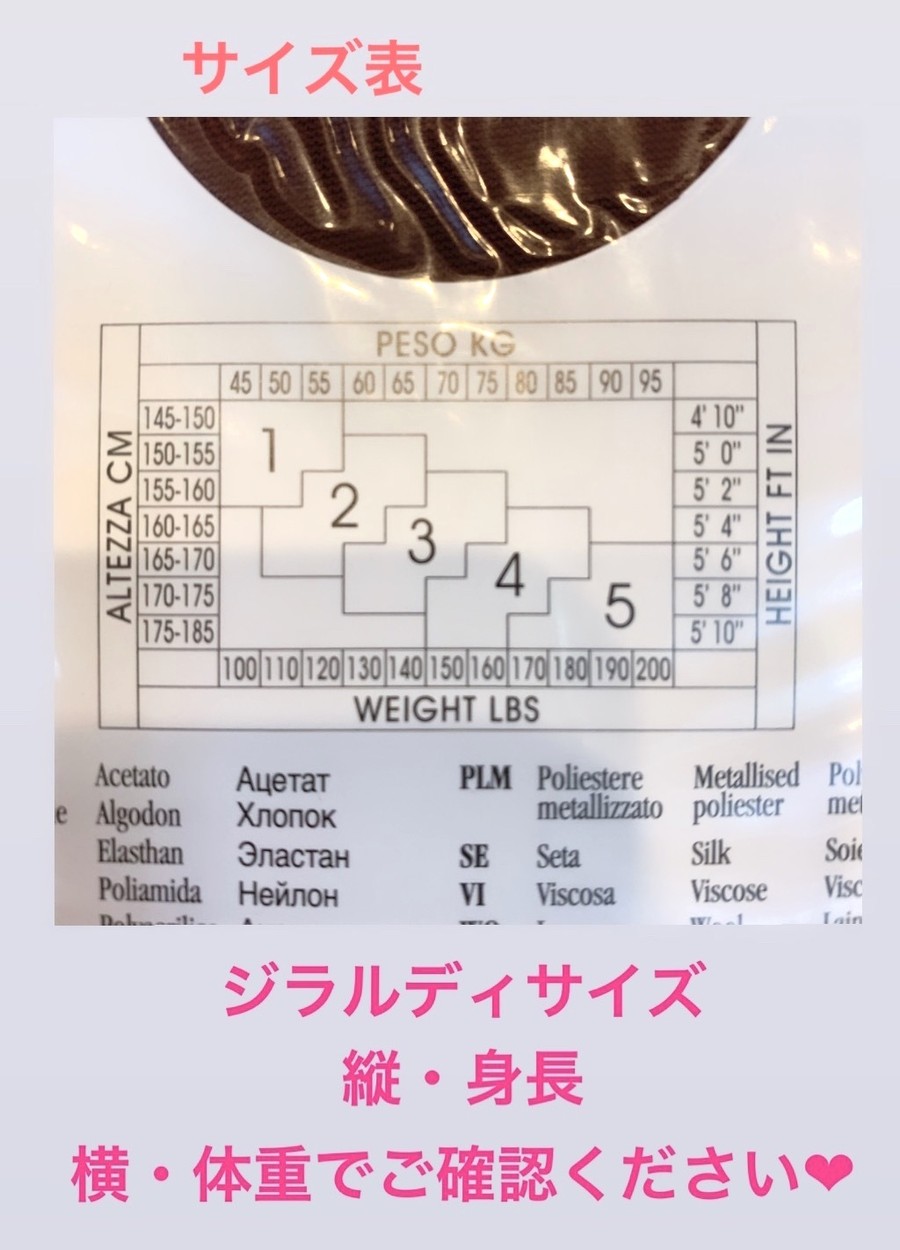 サイズ表
PESO KG
45 50 55 60 65 70 75 80 85 90 95
ALTEZZA CM
145-150 4' 10"
150-155 5' 0"
155-160 5' 2"
160-165 5' 4"
165-170 5' 6"
170-175 5' 8"
175-185 5' 10"
HEIGHT FT IN
1
2
3
4
5
100 110 120 130 140 150 160 170 180 190 200
WEIGHT LBS
Acetato Ацетат PLM Poliestere Metallised
metallizzato poliester
Algodon Хлопок
Elasthan Эластан SE Seta Silk
Poliamida Нейлон VI Viscosa Viscose
ジラルディサイズ
縦・身長
横・体重でご確認ください❤